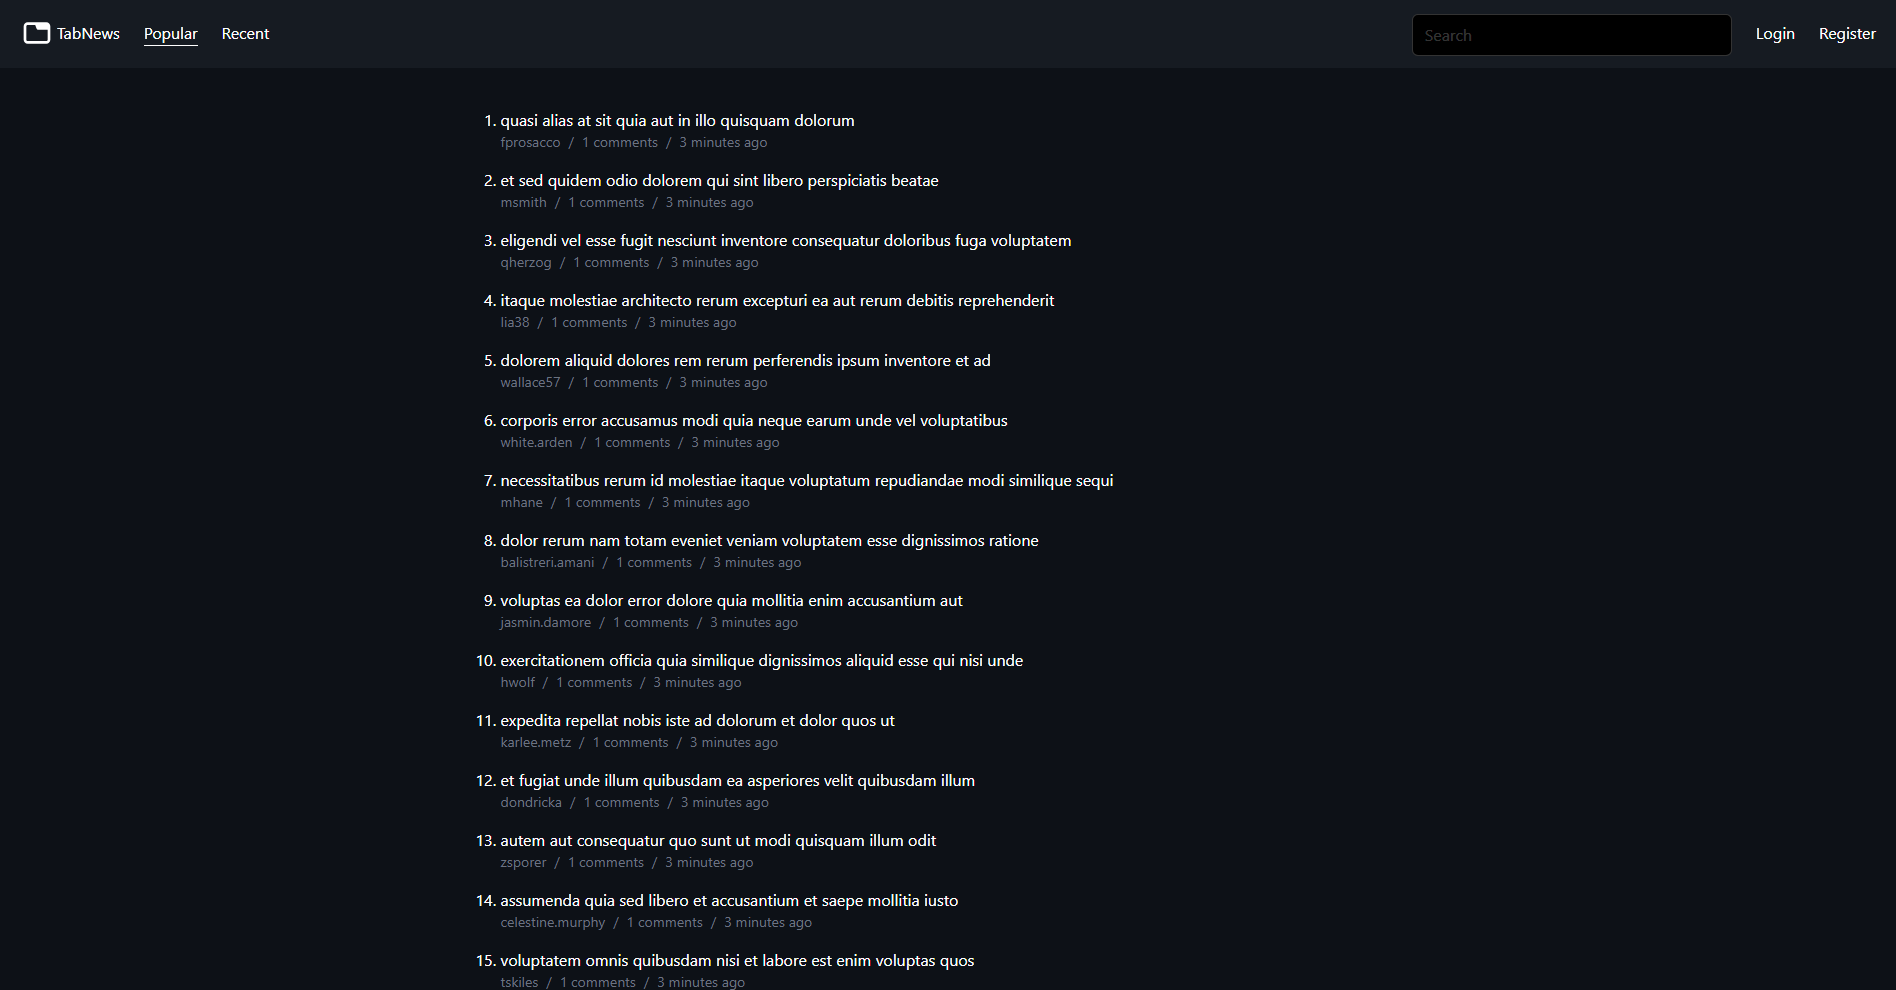 TabNews Popular Recent Search Login Register
1. quasi alias at sit quia aut in illo quisquam dolorum
fprosacco / 1 comments / 3 minutes ago
2. et sed quidem odio dolorem qui sint libero perspiciatis beatae
msmith / 1 comments / 3 minutes ago
3. eligendi vel esse fugit nesciunt inventore consequatur doloribus fuga voluptatem
qherzog / 1 comments / 3 minutes ago
4. itaque molestiae architecto rerum excepturi ea aut rerum debitis reprehenderit
lia38 / 1 comments / 3 minutes ago
5. dolorem aliquid dolores rem rerum perferendis ipsum inventore et ad
wallace57 / 1 comments / 3 minutes ago
6. corporis error accusamus modi quia neque earum unde vel voluptatibus
white.arden / 1 comments / 3 minutes ago
7. necessitatibus rerum id molestiae itaque voluptatum repudiandae modi similique sequi
mhane / 1 comments / 3 minutes ago
8. dolor rerum nam totam eveniet veniam voluptatem esse dignissimos ratione
balistreri.amani / 1 comments / 3 minutes ago
9. voluptas ea dolor error dolore quia mollitia enim accusantium aut
jasmin.damore / 1 comments / 3 minutes ago
10. exercitationem officia quia similique dignissimos aliquid esse qui nisi unde
hwolf / 1 comments / 3 minutes ago
11. expedita repellat nobis iste ad dolorum et dolor quos ut
karlee.metz / 1 comments / 3 minutes ago
12. et fugiat unde illum quibusdam ea asperiores velit quibusdam illum
dondricka / 1 comments / 3 minutes ago
13. autem aut consequatur quo sunt ut modi quisquam illum odit
zsporer / 1 comments / 3 minutes ago
14. assumenda quia sed libero et accusantium et saepe mollitia iusto
celestine.murphy / 1 comments / 3 minutes ago
15. voluptatem omnis quibusdam nisi et labore est enim voluptas quos
tskiles / 1 comments / 3 minutes ago